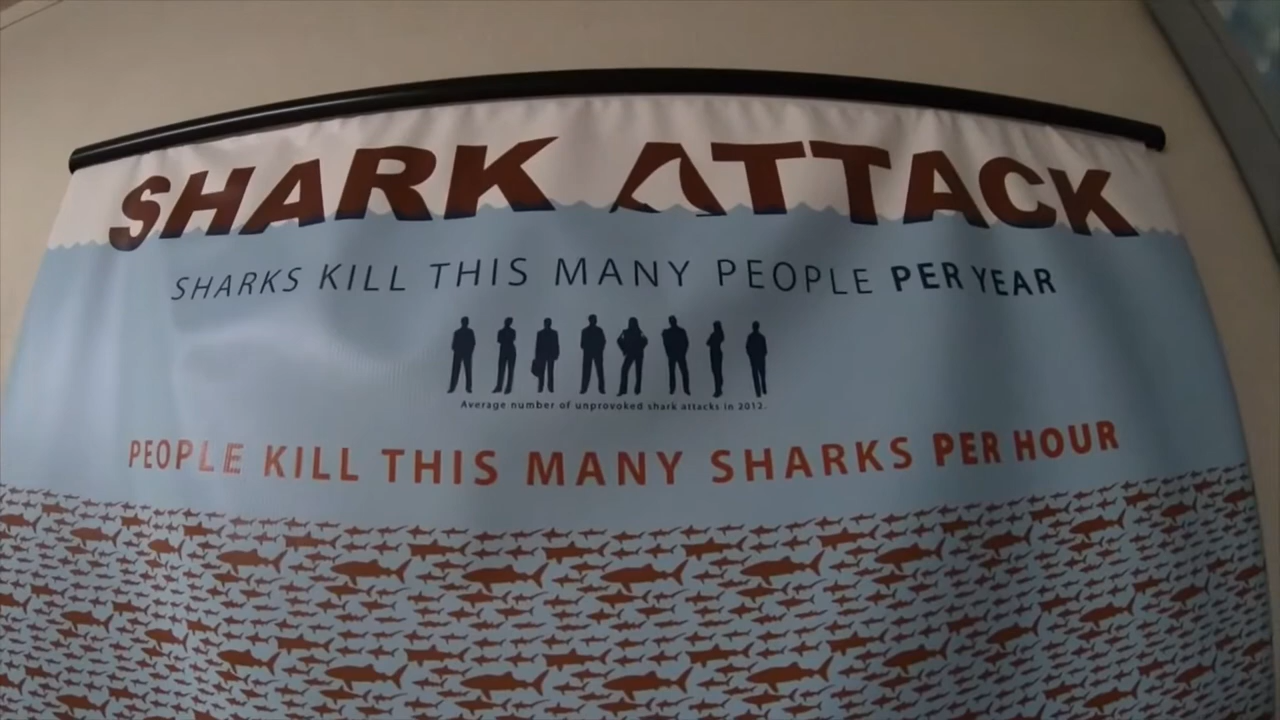 SHARK ATTACK
SHARKS KILL THIS MANY PEOPLE PER YEAR
Average number of unprovoked shark attacks in 2012.
PEOPLE KILL THIS MANY SHARKS PER HOUR